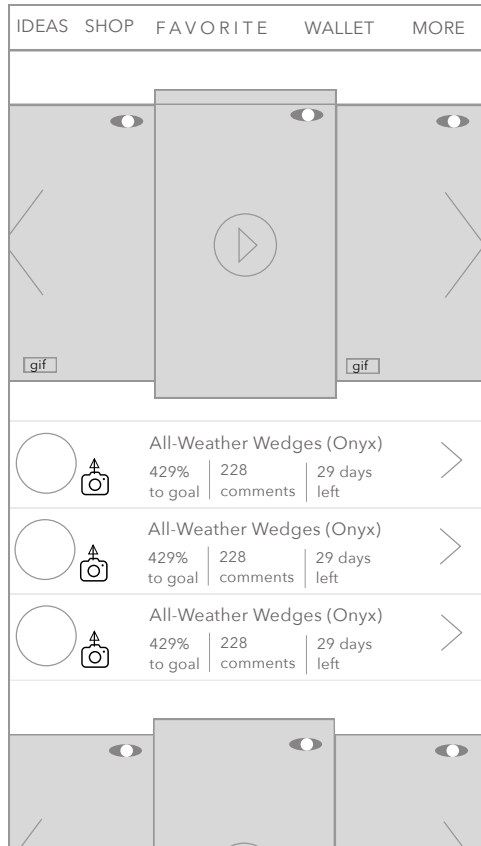 IDEAS SHOP FAVORITE WALLET MORE
gif
gif
All-Weather Wedges (Onyx)
429% 228 29 days
to goal comments left
All-Weather Wedges (Onyx)
429% 228 29 days
to goal comments left
All-Weather Wedges (Onyx)
429% 228 29 days
to goal comments left